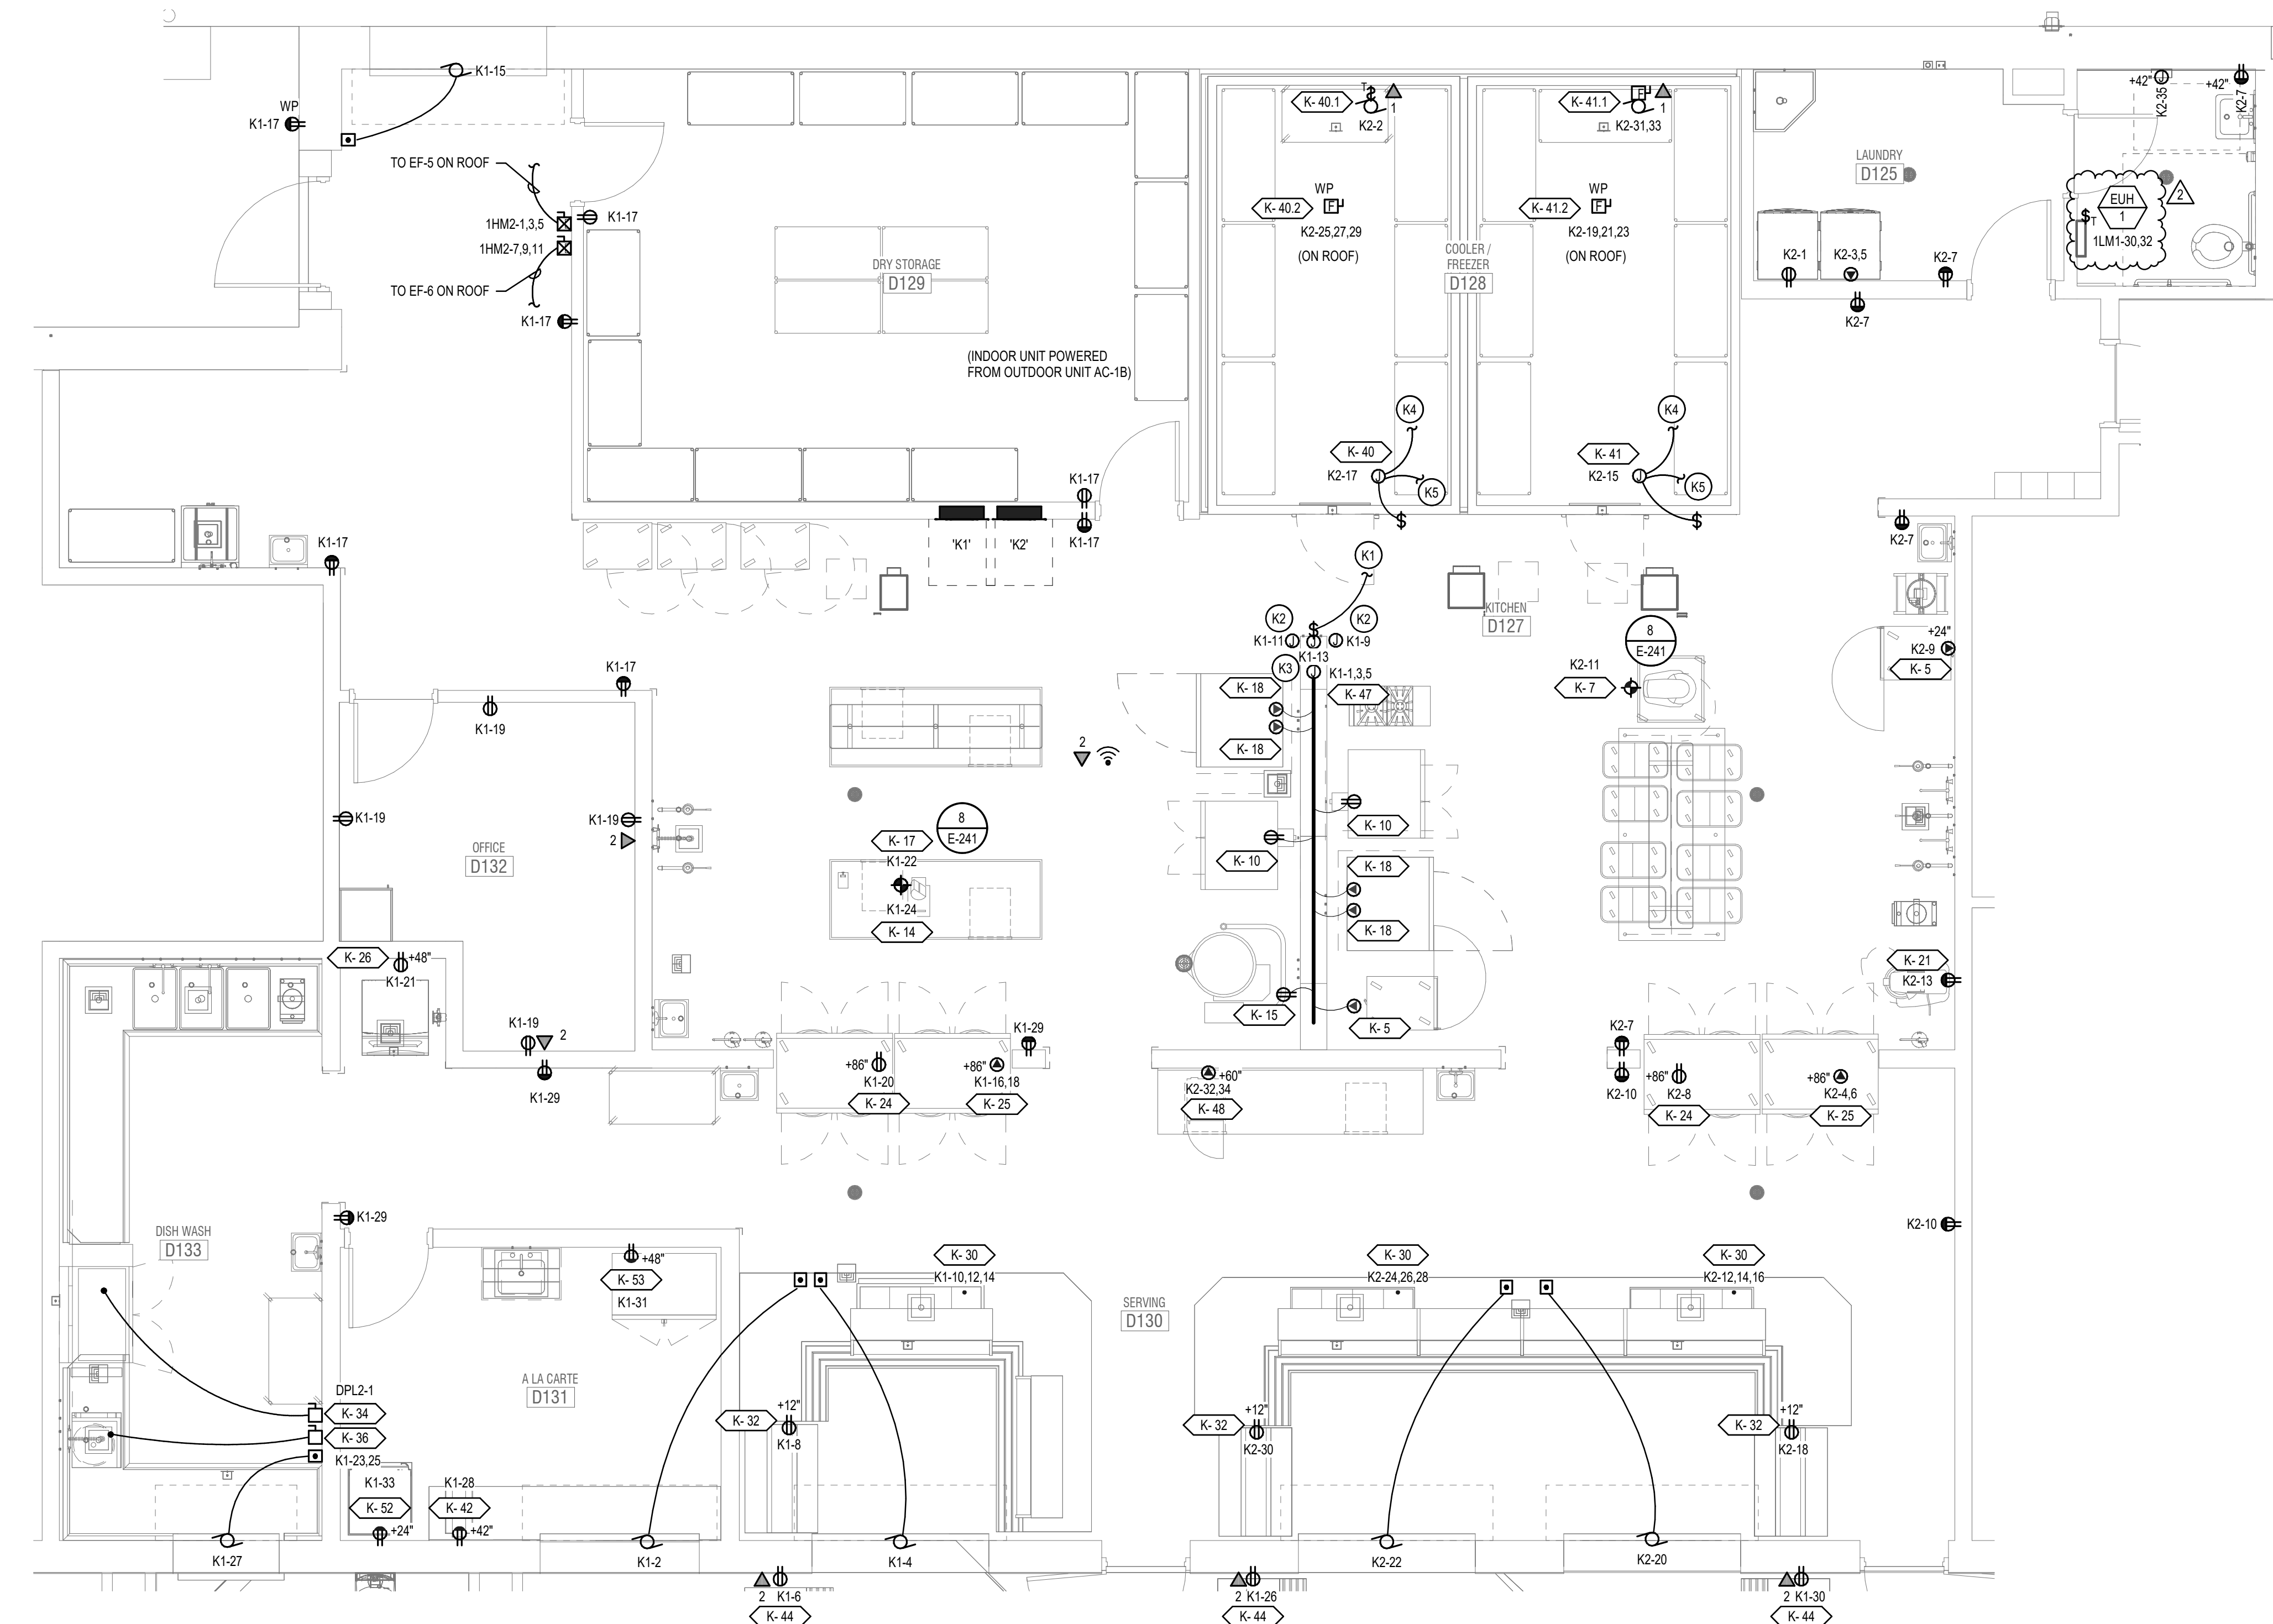 K1-15
WP
K1-17
TO EF-5 ON ROOF
1HM2-1,3,5
K1-17
1HM2-7,9,11
TO EF-6 ON ROOF
K1-17
DRY STORAGE
D129
(INDOOR UNIT POWERED
FROM OUTDOOR UNIT AC-1B)
K1-17
K1-17
'K1'
'K2'
K- 40.1
T
$
1
K2-2
K- 41.1
F
1
K2-31,33
WP
K- 40.2
F
K2-25,27,29
(ON ROOF)
WP
K- 41.2
F
K2-19,21,23
(ON ROOF)
COOLER /
FREEZER
D128
K4
K- 40
K2-17
J
K5
$
K4
K- 41
K2-15
J
K5
$
LAUNDRY
D125
K2-1
K2-3,5
K2-7
K2-7
+42"
J
K2-35
+42"
K2-7
EUH
1
2
$
T
1LM1-30,32
K2-7
K1-17
K1
K2
K2
$
K1-11
J
J
J
K1-9
K1-13
K3
J
K1-1,3,5
K- 18
K- 47
K- 18
KITCHEN
D127
8
E-241
K2-11
K- 7
+24"
K2-9
K- 5
K1-17
K1-19
K1-19
K1-19
2
OFFICE
D132
2
K- 17
8
E-241
K1-22
K1-24
K- 14
K- 10
K- 10
K- 18
K- 18
K- 15
K- 5
K- 21
K2-13
K- 26
+48"
K1-21
K1-19
2
K1-29
K1-29
+86"
K1-20
K- 24
+86"
K1-16,18
K- 25
+60"
K2-32,34
K- 48
K2-7
K2-10
+86"
K2-8
K- 24
+86"
K2-4,6
K- 25
K2-10
K1-29
DISH WASH
D133
+48"
K- 53
K1-31
K- 30
K1-10,12,14
K- 30
K2-24,26,28
K- 30
K2-12,14,16
SERVING
D130
A LA CARTE
D131
DPL2-1
K- 34
K- 36
K1-23,25
K- 32
+12"
K1-8
K- 32
+12"
K2-30
K- 32
+12"
K2-18
K1-33
K- 52
+24"
K1-28
K- 42
+42"
K1-27
K1-2
K1-4
K2-22
K2-20
2 K1-6
K- 44
2 K1-26
K- 44
2 K1-30
K- 44